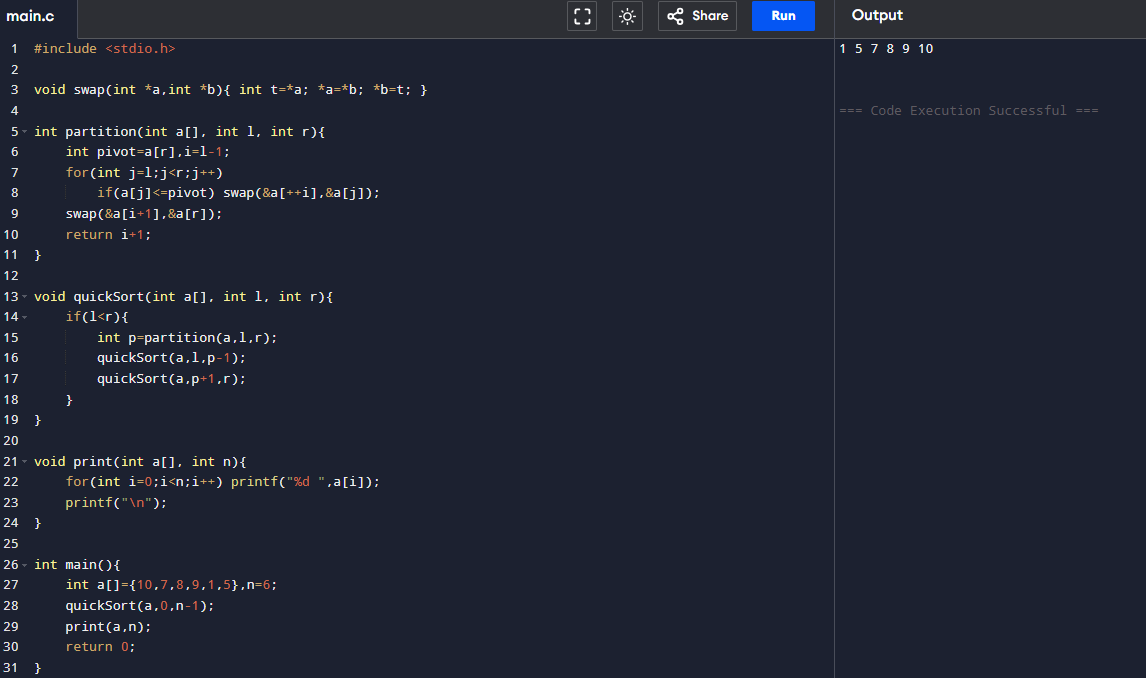 main.c
Share
Run
Output
1 #include <stdio.h>
2
3 void swap(int *a,int *b){ int t=*a; *a=*b; *b=t; }
4
5 int partition(int a[], int l, int r){
6     int pivot=a[r],i=l-1;
7     for(int j=l;j<r;j++)
8         if(a[j]<=pivot) swap(&a[++i],&a[j]);
9     swap(&a[i+1],&a[r]);
10     return i+1;
11 }
12
13 void quickSort(int a[], int l, int r){
14     if(l<r){
15         int p=partition(a,l,r);
16         quickSort(a,l,p-1);
17         quickSort(a,p+1,r);
18     }
19 }
20
21 void print(int a[], int n){
22     for(int i=0;i<n;i++) printf("%d ",a[i]);
23     printf("\n");
24 }
25
26 int main(){
27     int a[]={10,7,8,9,1,5},n=6;
28     quickSort(a,0,n-1);
29     print(a,n);
30     return 0;
31 }
1 5 7 8 9 10
=== Code Execution Successful ===